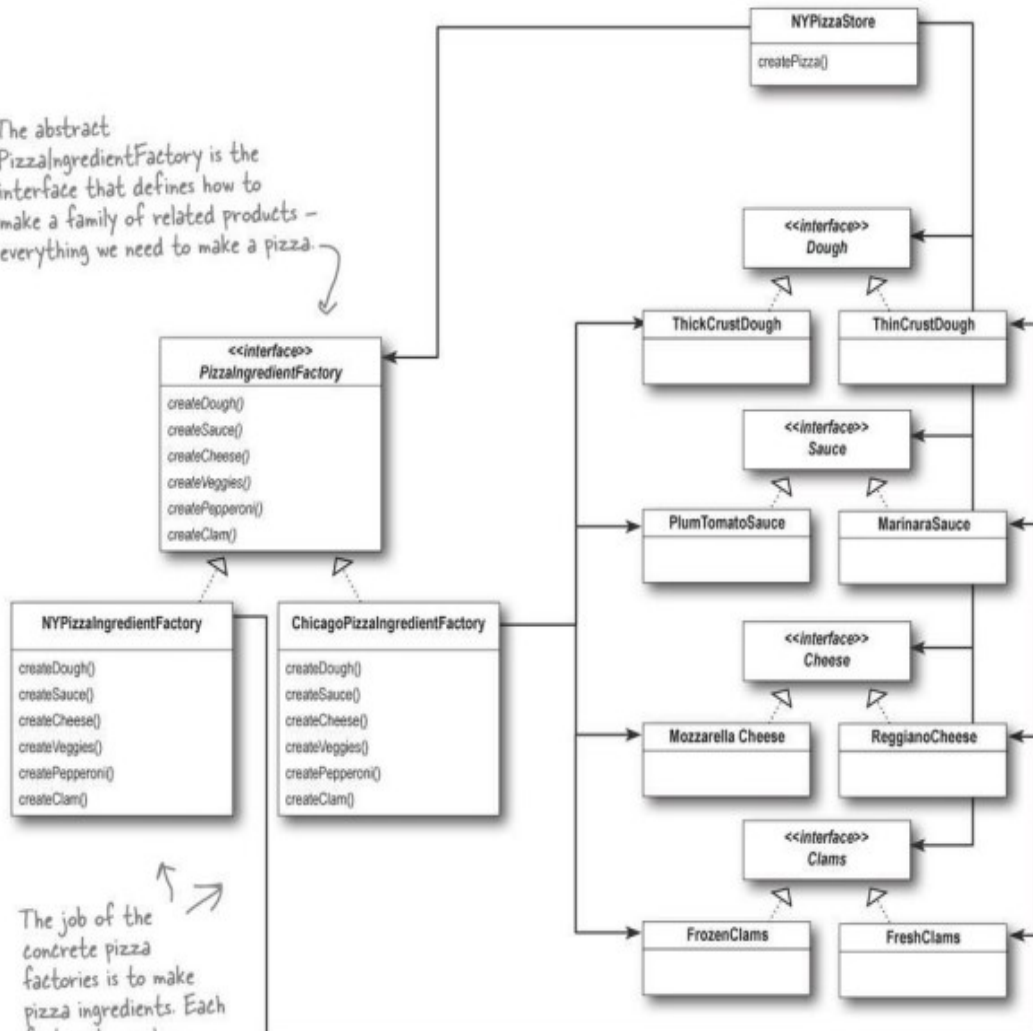 NYPizzaStore
createPizza()
The abstract
PizzaIngredientFactory is the
interface that defines how to
make a family of related products –
everything we need to make a pizza.
<<interface>>
Dough
ThickCrustDough
ThinCrustDough
<<interface>>
PizzaIngredientFactory
createDough()
createSauce()
createCheese()
createVeggies()
createPepperoni()
createClam()
<<interface>>
Sauce
PlumTomatoSauce
MarinaraSauce
NYPizzaIngredientFactory
createDough()
createSauce()
createCheese()
createVeggies()
createPepperoni()
createClam()
ChicagoPizzaIngredientFactory
createDough()
createSauce()
createCheese()
createVeggies()
createPepperoni()
createClam()
<<interface>>
Cheese
Mozzarella Cheese
ReggianoCheese
<<interface>>
Clams
FrozenClams
FreshClams
The job of the
concrete pizza
factories is to make
pizza ingredients. Each